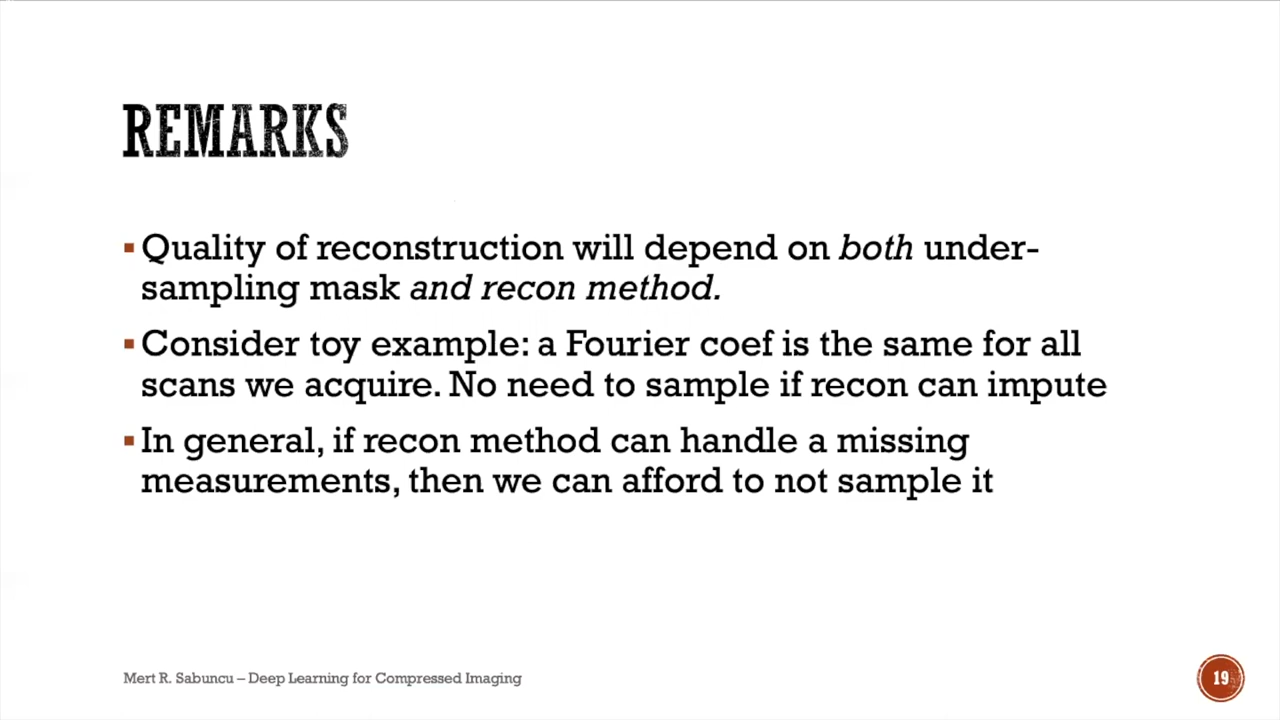 REMARKS
▪Quality of reconstruction will depend on both under-
sampling mask and recon method.
▪Consider toy example: a Fourier coef is the same for all
scans we acquire. No need to sample if recon can impute
▪In general, if recon method can handle a missing
measurements, then we can afford to not sample it
Mert R. Sabuncu – Deep Learning for Compressed Imaging
19